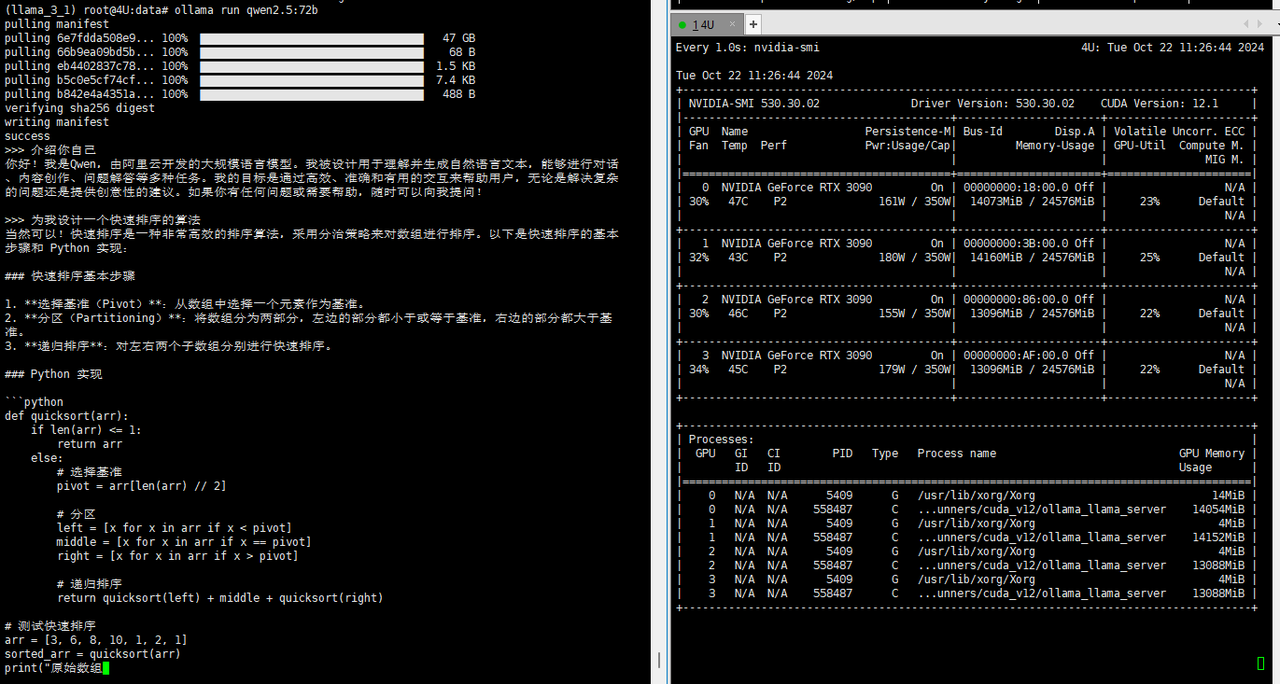 (llama_3_1) root@4U:data# ollama run qwen2.5:72b
pulling manifest
pulling 6e7fdda508e9... 100% 47 GB
pulling 66b9ea09bd5b... 100% 68 B
pulling eb4402837c78... 100% 1.5 KB
pulling b5c0e5cf74cf... 100% 7.4 KB
pulling b842e4a4351a... 100% 488 B
verifying sha256 digest
writing manifest
success
>>> 介绍你自己
你好！我是Qwen，由阿里云开发的大规模语言模型。我被设计用于理解并生成自然语言文本，能够进行对话
、内容创作、问题解答等多种任务。我的目标是通过高效、准确和有用的交互来帮助用户，无论是解决复杂
的问题还是提供创意性的建议。如果你有任何问题或需要帮助，随时可以向我提问！
>>> 为我设计一个快速排序的算法
当然可以！快速排序是一种非常高效的排序算法，采用分治策略来对数组进行排序。以下是快速排序的基本
步骤和 Python 实现：
### 快速排序基本步骤
1. **选择基准（Pivot）**：从数组中选择一个元素作为基准。
2. **分区（Partitioning）**：将数组分为两部分，左边的部分都小于或等于基准，右边的部分都大于基
准。
3. **递归排序**：对左右两个子数组分别进行快速排序。
### Python 实现
```python
def quicksort(arr):
    if len(arr) <= 1:
        return arr
    else:
        # 选择基准
        pivot = arr[len(arr) // 2]
        # 分区
        left = [x for x in arr if x < pivot]
        middle = [x for x in arr if x == pivot]
        right = [x for x in arr if x > pivot]
        # 递归排序
        return quicksort(left) + middle + quicksort(right)
# 测试快速排序
arr = [3, 6, 8, 10, 1, 2, 1]
sorted_arr = quicksort(arr)
print("原始数组
1 4U × +
Every 1.0s: nvidia-smi 4U: Tue Oct 22 11:26:44 2024
Tue Oct 22 11:26:44 2024
| NVIDIA-SMI 530.30.02 Driver Version: 530.30.02 CUDA Version: 12.1 |
| GPU Name Persistence-M| Bus-Id Disp.A | Volatile Uncorr. ECC |
| Fan Temp Perf Pwr:Usage/Cap| Memory-Usage | GPU-Util Compute M. |
| | | MIG M. |
| 0 NVIDIA GeForce RTX 3090 On | 00000000:18:00.0 Off | N/A |
| 30% 47C P2 161W / 350W| 14073MiB / 24576MiB | 23% Default |
| | | N/A |
| 1 NVIDIA GeForce RTX 3090 On | 00000000:3B:00.0 Off | N/A |
| 32% 43C P2 180W / 350W| 14160MiB / 24576MiB | 25% Default |
| | | N/A |
| 2 NVIDIA GeForce RTX 3090 On | 00000000:86:00.0 Off | N/A |
| 30% 46C P2 155W / 350W| 13096MiB / 24576MiB | 22% Default |
| | | N/A |
| 3 NVIDIA GeForce RTX 3090 On | 00000000:AF:00.0 Off | N/A |
| 34% 45C P2 179W / 350W| 13096MiB / 24576MiB | 22% Default |
| | | N/A |
| Processes: |
| GPU GI CI PID Type Process name GPU Memory |
| ID ID Usage |
| 0 N/A N/A 5409 G /usr/lib/xorg/Xorg 14MiB |
| 0 N/A N/A 558487 C ...unners/cuda_v12/ollama_llama_server 14054MiB |
| 1 N/A N/A 5409 G /usr/lib/xorg/Xorg 4MiB |
| 1 N/A N/A 558487 C ...unners/cuda_v12/ollama_llama_server 14152MiB |
| 2 N/A N/A 5409 G /usr/lib/xorg/Xorg 4MiB |
| 2 N/A N/A 558487 C ...unners/cuda_v12/ollama_llama_server 13088MiB |
| 3 N/A N/A 5409 G /usr/lib/xorg/Xorg 4MiB |
| 3 N/A N/A 558487 C ...unners/cuda_v12/ollama_llama_server 13088MiB |